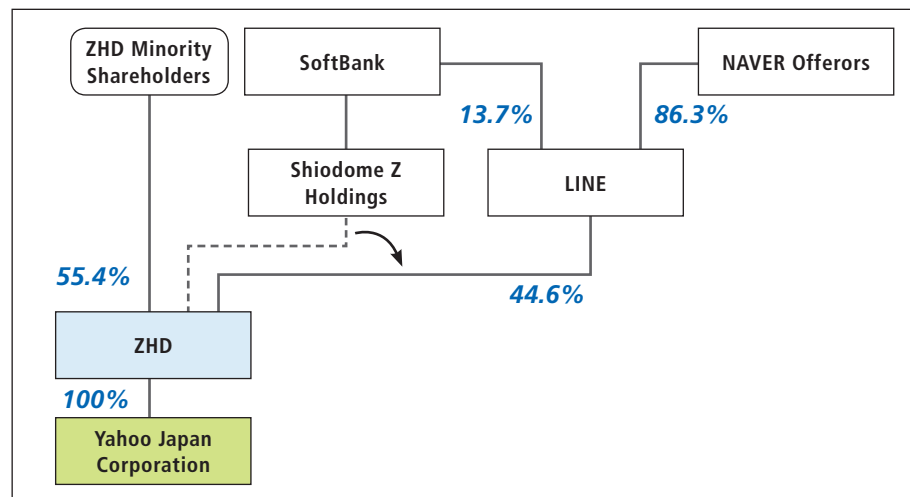 ZHD Minority
Shareholders
SoftBank
NAVER Offerors
13.7%
86.3%
Shiodome Z
Holdings
LINE
55.4%
44.6%
ZHD
100%
Yahoo Japan
Corporation